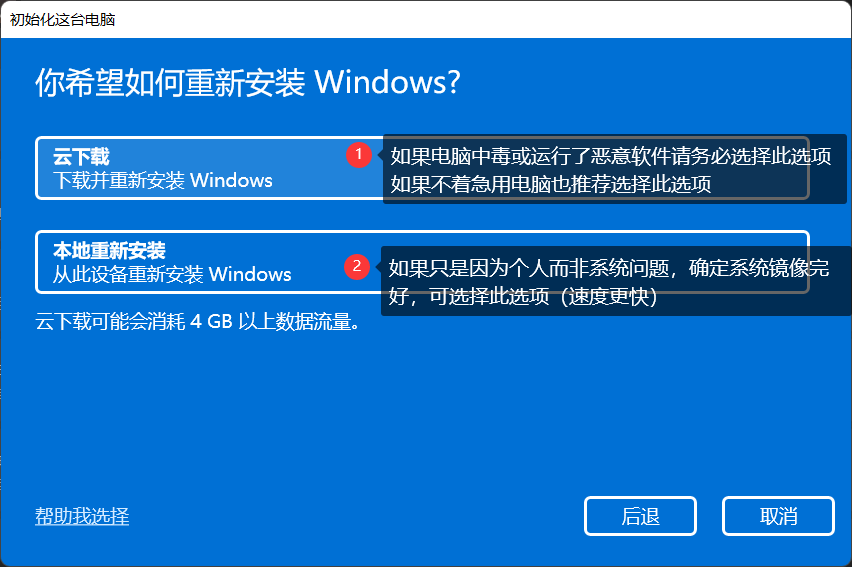 初始化这台电脑
你希望如何重新安装 Windows?
云下载
下载并重新安装 Windows
1
如果电脑中毒或运行了恶意软件请务必选择此选项
如果不着急用电脑也推荐选择此选项
本地重新安装
从此设备重新安装 Windows
2
如果只是因为个人而非系统问题，确定系统镜像完
好，可选择此选项（速度更快）
云下载可能会消耗 4 GB 以上数据流量。
帮助我选择
后退
取消